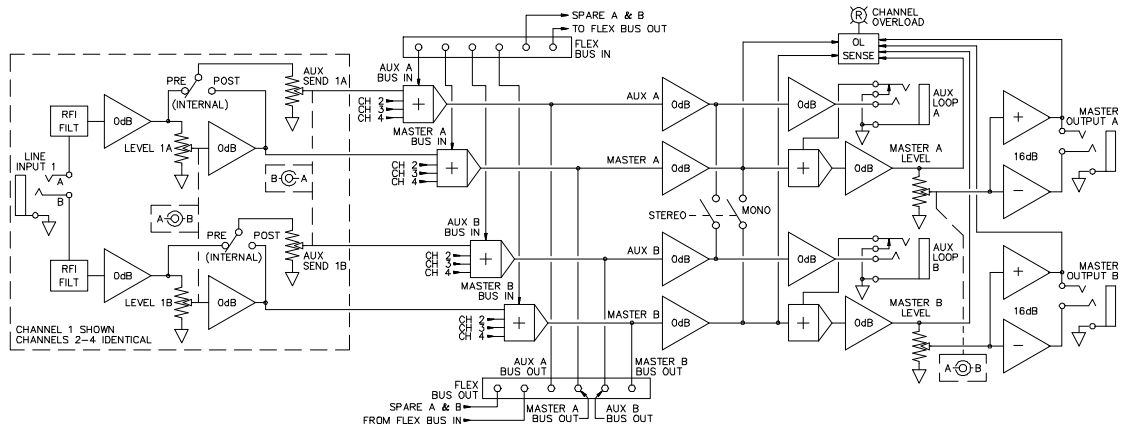 CHANNEL
OVERLOAD
R
SPARE A & B
TO FLEX BUS OUT
FLEX
BUS IN
OL
SENSE
AUX A
BUS IN
AUX
SEND 1A
PRE
POST
(INTERNAL)
RFI
FILT
0dB
LEVEL 1A
0dB
CH 2
CH 3
CH 4
+
MASTER A
BUS IN
AUX A
0dB
0dB
AUX
LOOP
A
MASTER
OUTPUT A
+
16dB
−
LINE
INPUT 1
A
B
B
A
CH 2
CH 3
CH 4
+
MASTER A
0dB
+
0dB
MASTER A
LEVEL
A
B
AUX B
BUS IN
STEREO
MONO
PRE
POST
(INTERNAL)
AUX
SEND 1B
CH 2
CH 3
CH 4
+
MASTER B
BUS IN
AUX B
0dB
0dB
AUX
LOOP
B
MASTER
OUTPUT B
+
16dB
−
RFI
FILT
0dB
LEVEL 1B
0dB
CH 2
CH 3
CH 4
+
MASTER B
0dB
+
0dB
MASTER B
LEVEL
A
B
CHANNEL 1 SHOWN
CHANNELS 2-4 IDENTICAL
AUX A
BUS OUT
MASTER B
BUS OUT
FLEX
BUS OUT
SPARE A & B
FROM FLEX BUS IN
MASTER A
BUS OUT
AUX B
BUS OUT